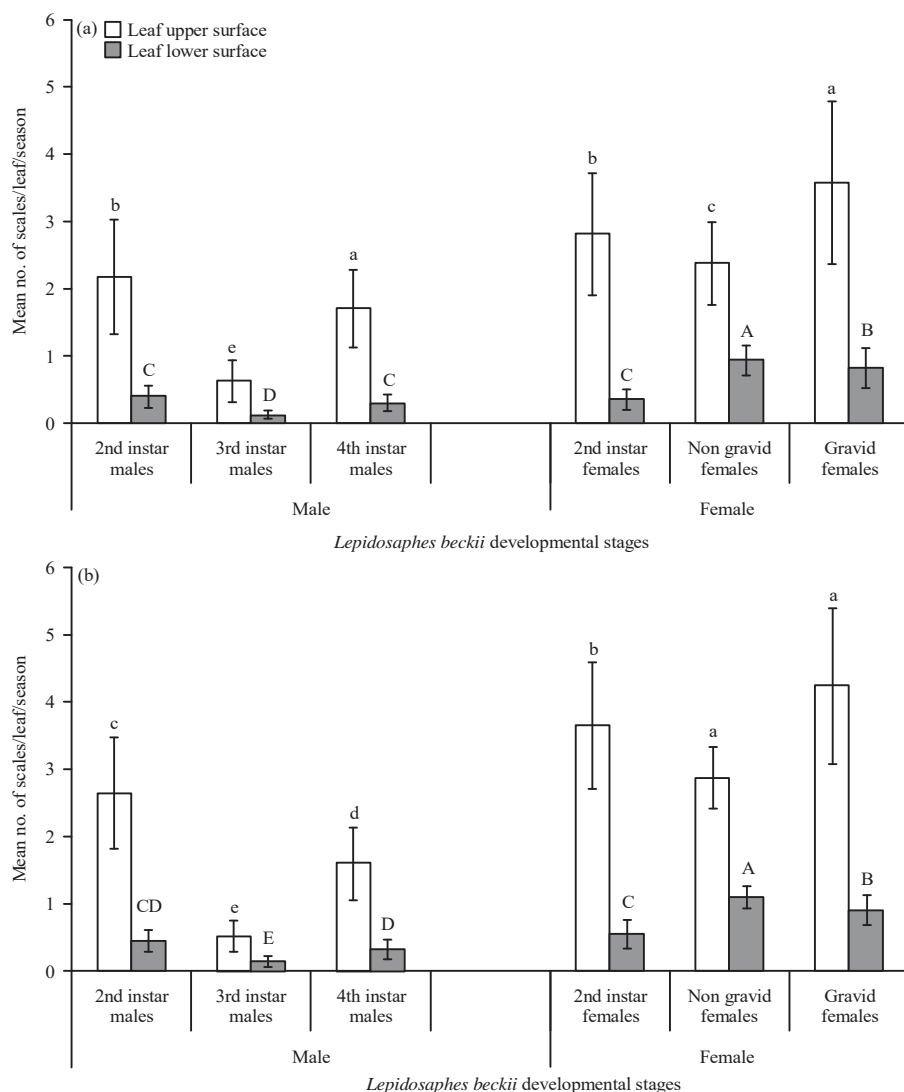 (a)
Leaf upper surface
Leaf lower surface
Mean no. of scales/leaf/season
6
5
4
3
2
1
0
b
C
e
D
a
C
b
C
c
A
a
B
2nd instar males
3rd instar males
4th instar males
2nd instar females
Non gravid females
Gravid females
Male
Female
Lepidosaphes beckii developmental stages
(b)
Mean no. of scales/leaf/season
6
5
4
3
2
1
0
c
CD
e
E
d
D
b
C
a
A
a
B
2nd instar males
3rd instar males
4th instar males
2nd instar females
Non gravid females
Gravid females
Male
Female
Lepidosaphes beckii developmental stages